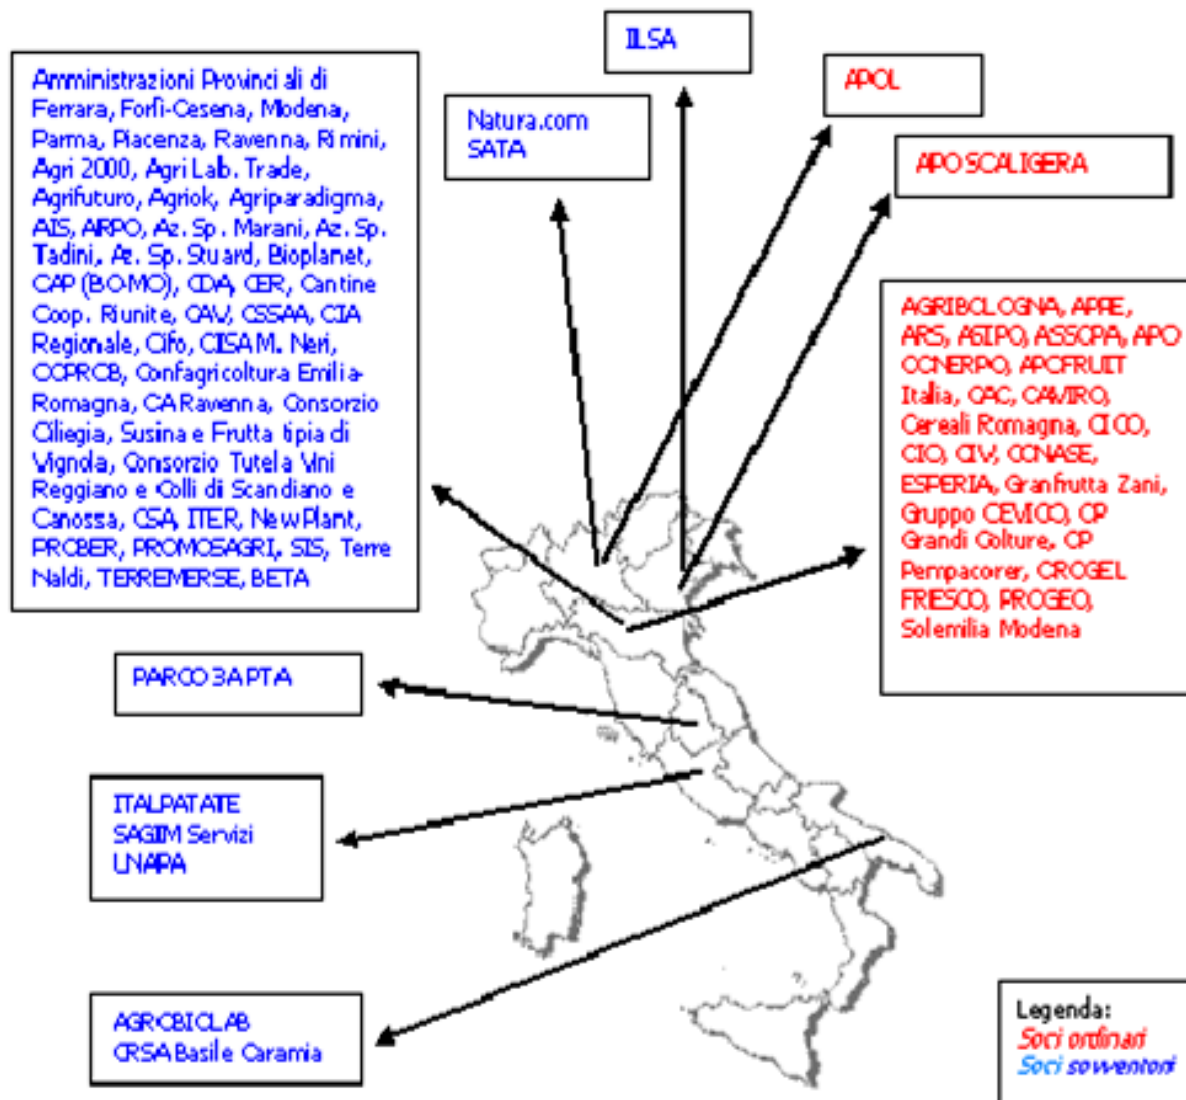 ILSA
APOL
Natura.com
SATA
APO SCALIGERA
Amministrazioni Provinciali di
Ferrara, Forlì-Cesena, Modena,
Parma, Piacenza, Ravenna, Rimini,
Agri 2000, Agri Lab. Trade,
Agrifuturo, Agriok, Agriparadigma,
AIS, ARPO, Az. Sp. Marani, Az. Sp.
Tadini, Az. Sp. Stuard, Bioplanet,
CAP (BO-MO), CDA, CER, Cantine
Coop. Riunite, CAV, CSSAA, CIA
Regionale, Cifo, CISA M. Neri,
COPROB, Confagricoltura Emilia-
Romagna, CA Ravenna, Consorzio
Ciliegia, Susina e Frutta tipia di
Vignola, Consorzio Tutela Vini
Reggiano e Colli di Scandiano e
Canossa, CSA, ITER, New Plant,
PROBER, PROMOSAGRI, SIS, Terre
Naldi, TERREMERSE, BETA
AGRIBOLOGNA, APPE,
ARS, ASIPO, ASSOPA, APO
CONERPO, APOFRUIT
Italia, CAC, CAVIRO,
Cereali Romagna, CICO,
CIO, CIV, CONASE,
ESPERIA, Granfrutta Zani,
Gruppo CEVICO, OP
Grandi Colture, OP
Pempacorer, OROGEL
FRESCO, PROGEO,
Solemilia Modena
PARCO 3A PTA
ITALPATATE
SAGIM Servizi
UNAPA
AGROBIOLAB
CRSA Basile Caramia
Legenda:
Soci ordinari
Soci sovventori